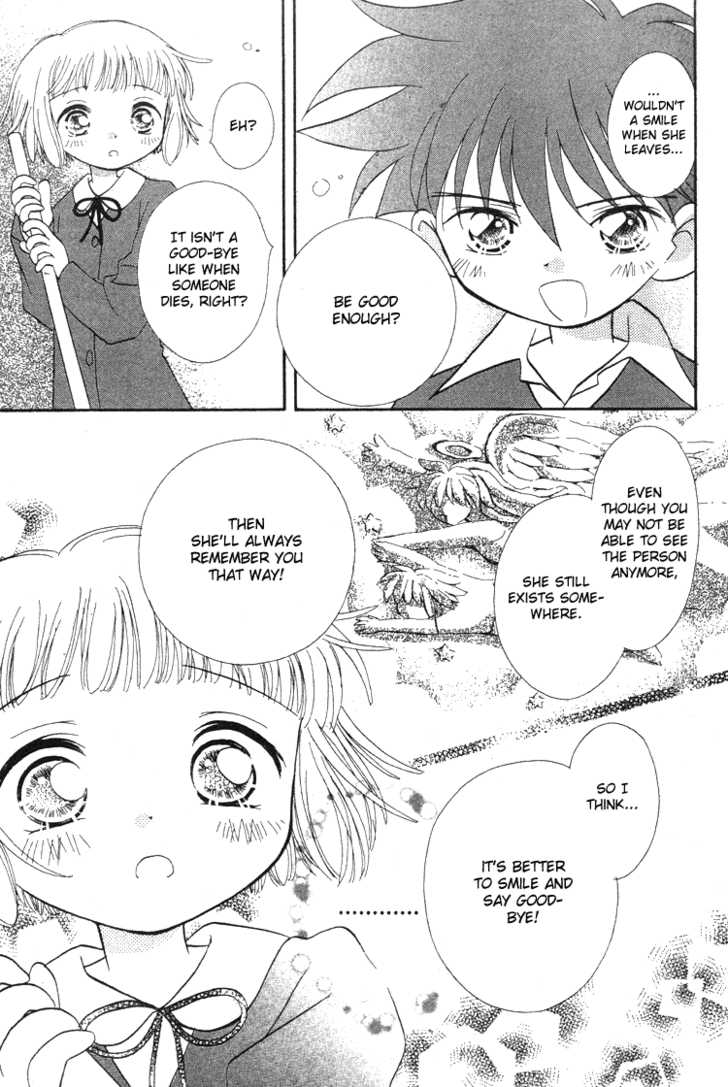 ...
WOULDN'T
A SMILE
WHEN SHE
LEAVES...
BE GOOD
ENOUGH?
EH?
IT ISN'T A
GOOD-BYE
LIKE WHEN
SOMEONE
DIES, RIGHT?
EVEN
THOUGH YOU
MAY NOT BE
ABLE TO SEE
THE PERSON
ANYMORE,
SHE STILL
EXISTS SOME-
WHERE.
THEN
SHE'LL ALWAYS
REMEMBER YOU
THAT WAY!
SO I
THINK...
IT'S BETTER
TO SMILE AND
SAY GOOD-
BYE!
............